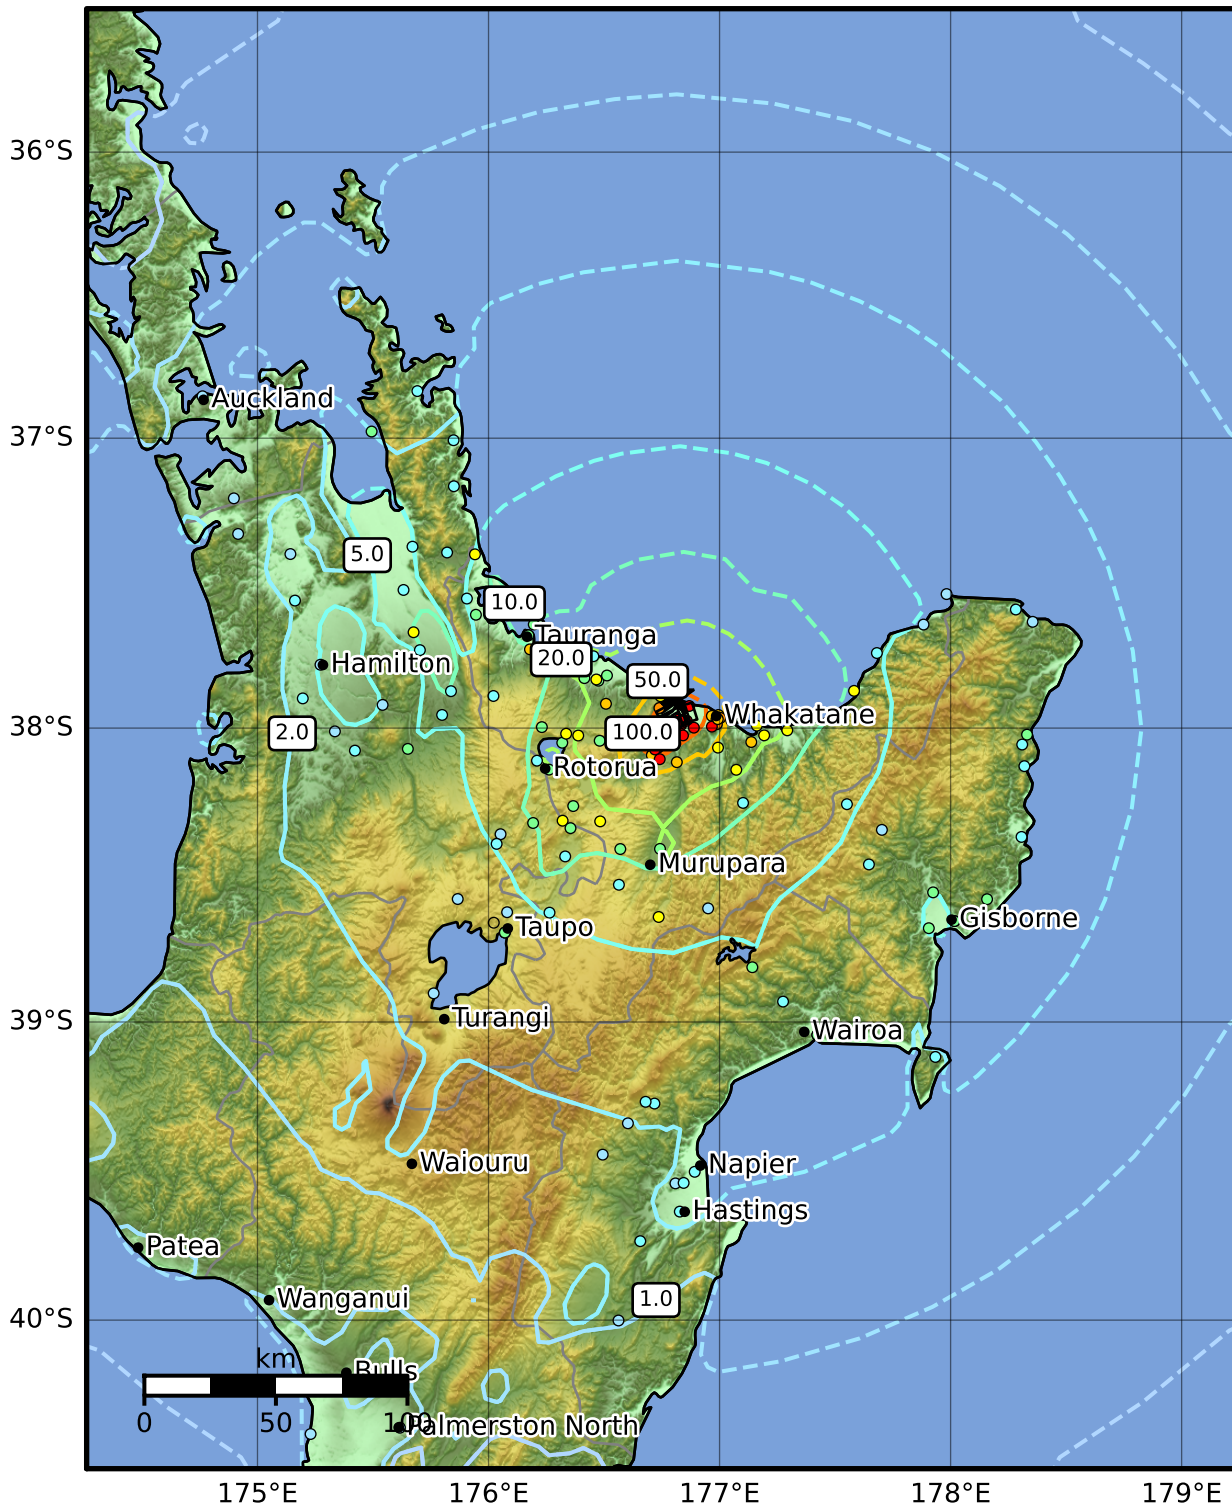 36°S
Auckland
37°S
5.0
10.0
Tauranga
20.0
Hamilton
50.0
Whakatane
38°S
2.0
100.0
Rotorua
Murupara
Gisborne
Taupo
39°S
Turangi
Wairoa
Waiouru
Napier
Hastings
Patea
Wanganui
1.0
40°S
km
Bulls
0 50 100
Palmerston North
175°E 176°E 177°E 178°E 179°E